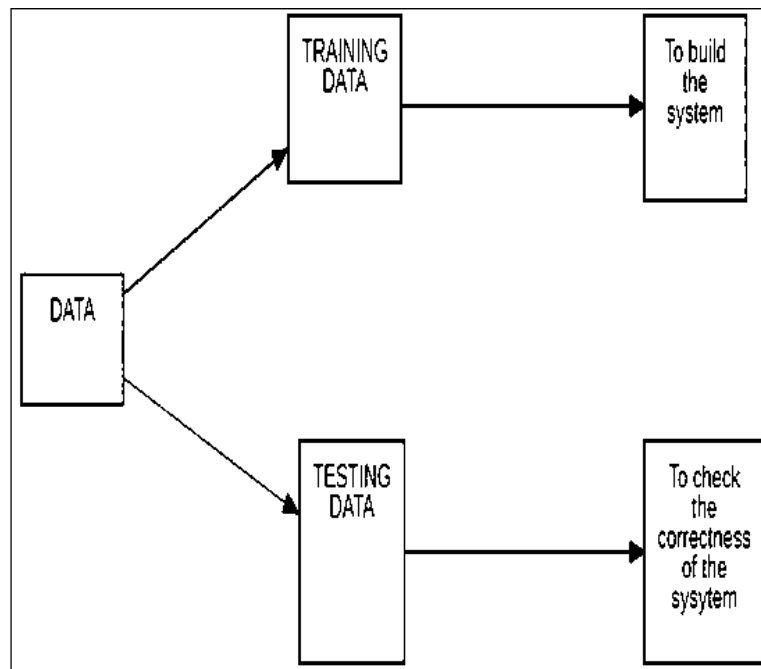 TRAINING
DATA
To build
the
system
DATA
TESTING
DATA
To check
the
correctness
of the
sysytem